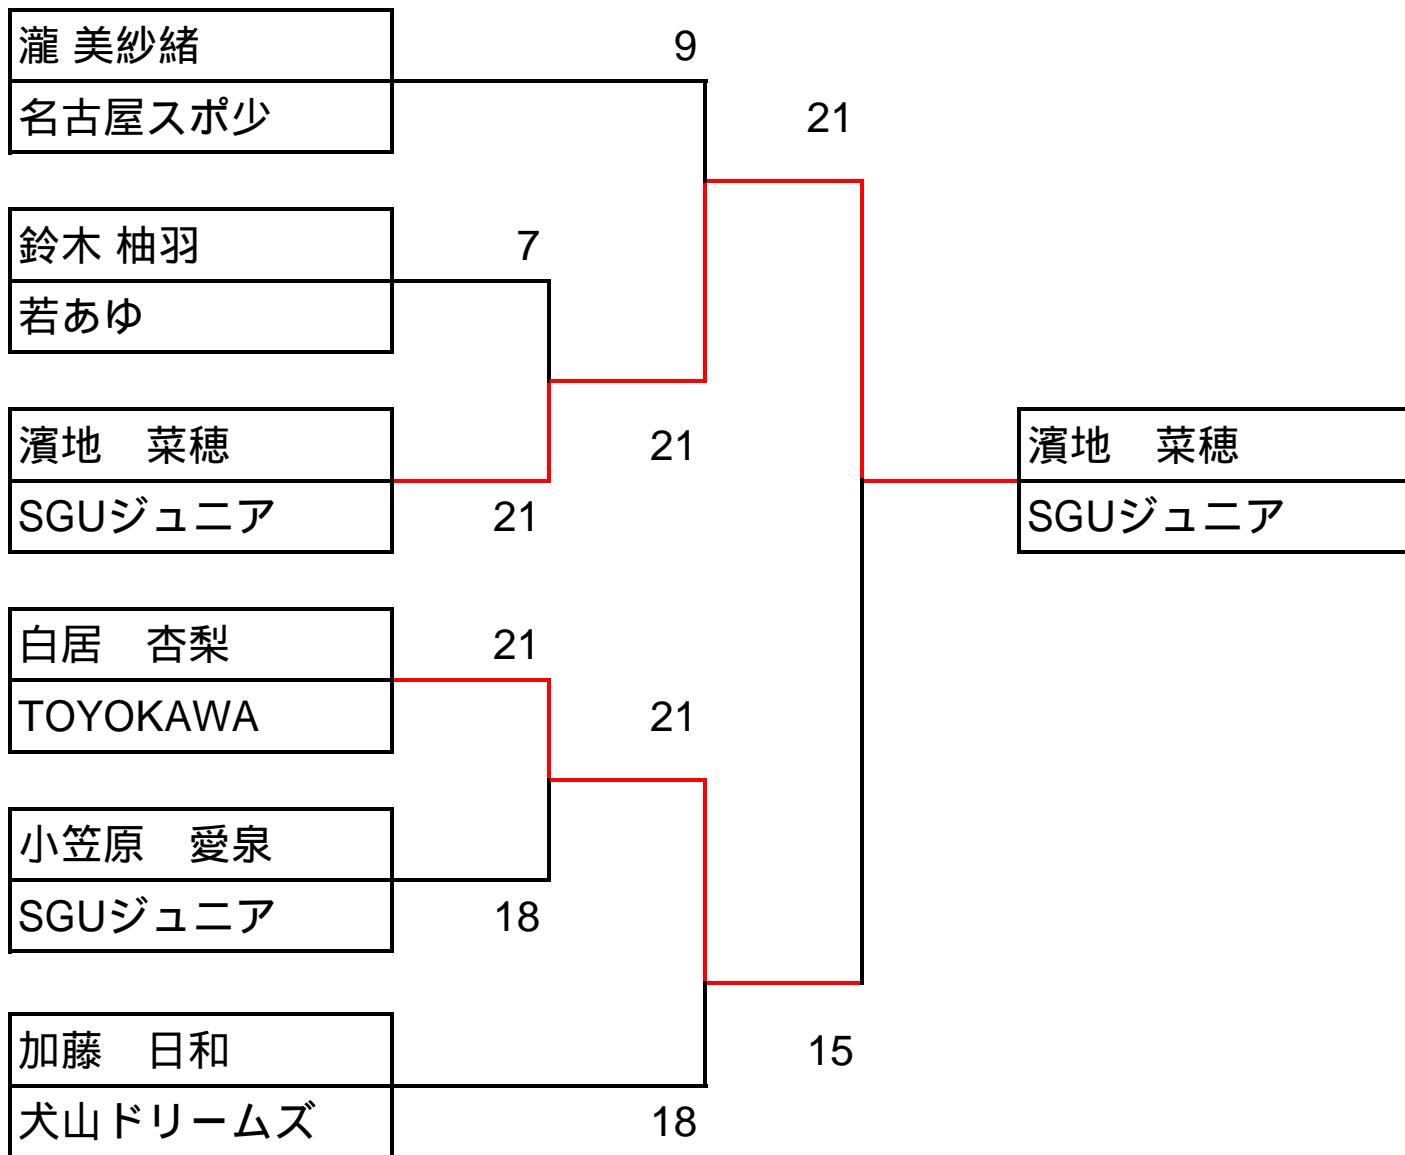 瀧 美紗緒
9
名古屋スポ少
21
鈴木 柚羽
7
若あゆ
濱地　菜穂
21
濱地　菜穂
SGUジュニア
21
SGUジュニア
白居　杏梨
21
TOYOKAWA
21
小笠原　愛泉
SGUジュニア
18
加藤　日和
15
犬山ドリームズ
18